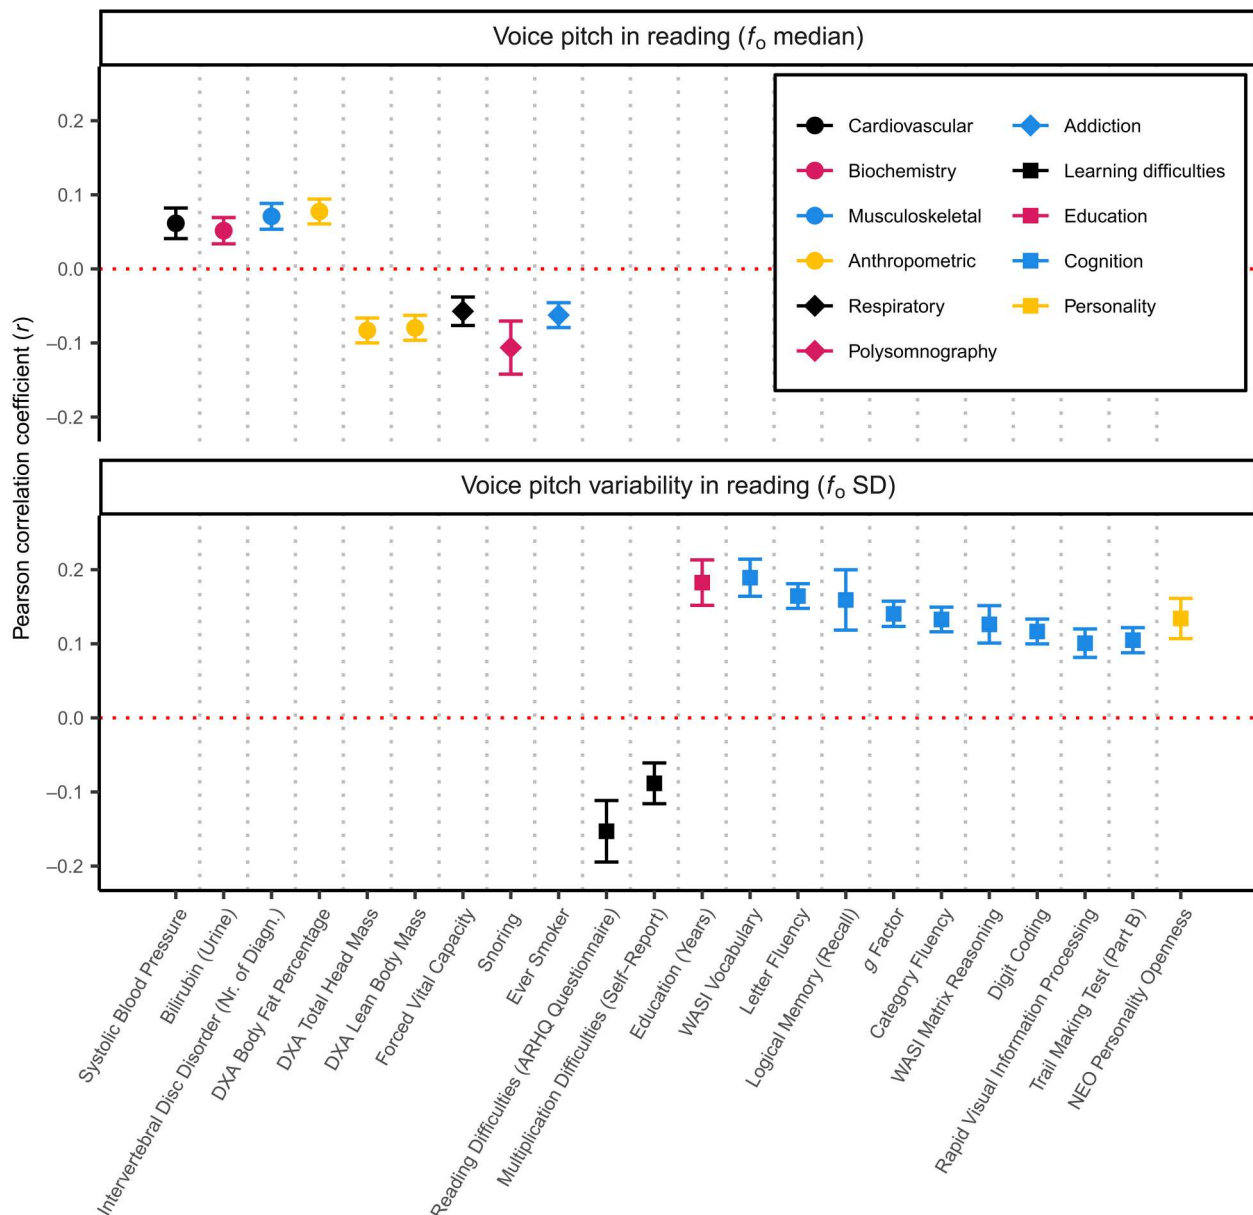 Voice pitch in reading (fo median)
Cardiovascular
Biochemistry
Musculoskeletal
Anthropometric
Respiratory
Polysomnography
Addiction
Learning difficulties
Education
Cognition
Personality
0.2
0.1
0.0
−0.1
−0.2
Pearson correlation coefficient (r)
Voice pitch variability in reading (fo SD)
0.2
0.1
0.0
−0.1
−0.2
Systolic Blood Pressure
Bilirubin (Urine)
Intervertebral Disc Disorder (Nr. of Diagn.)
DXA Body Fat Percentage
DXA Total Head Mass
DXA Lean Body Mass
Forced Vital Capacity
Snoring
Ever Smoker
Reading Difficulties (ARHQ Questionnaire)
Multiplication Difficulties (Self−Report)
Education (Years)
WASI Vocabulary
Letter Fluency
Logical Memory (Recall)
g Factor
Category Fluency
WASI Matrix Reasoning
Digit Coding
Rapid Visual Information Processing
Trail Making Test (Part B)
NEO Personality Openness